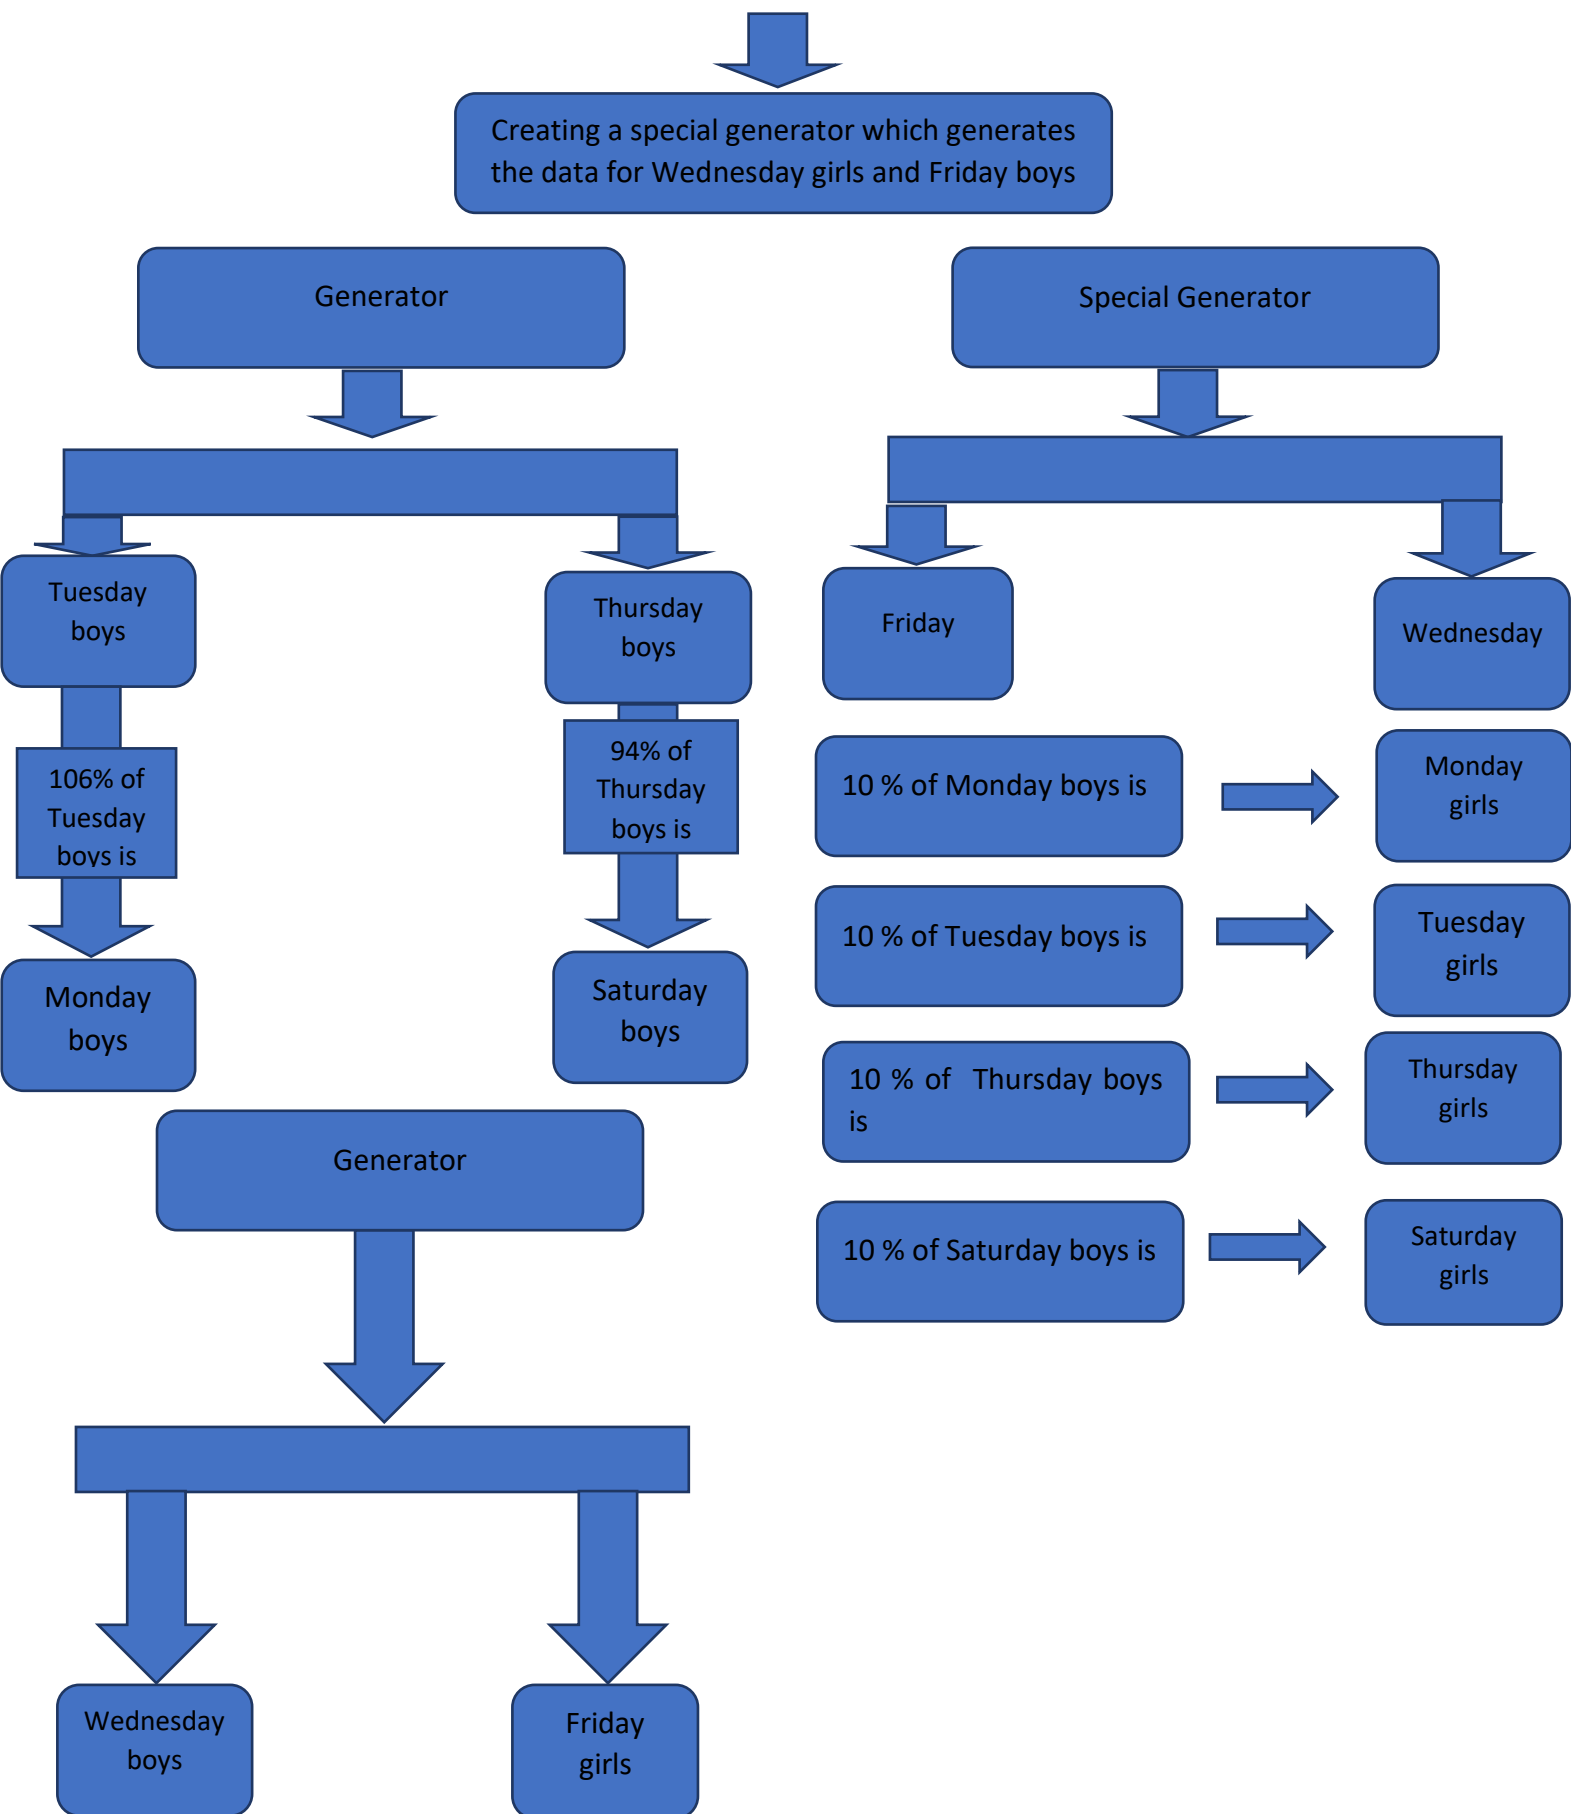 Creating a special generator which generates
the data for Wednesday girls and Friday boys
Generator
Special Generator
Tuesday
boys
Thursday
boys
Friday
Wednesday
106% of
Tuesday
boys is
94% of
Thursday
boys is
10 % of Monday boys is
Monday
girls
10 % of Tuesday boys is
Tuesday
girls
Monday
boys
Saturday
boys
10 % of Thursday boys
is
Thursday
girls
Generator
10 % of Saturday boys is
Saturday
girls
Wednesday
boys
Friday
girls